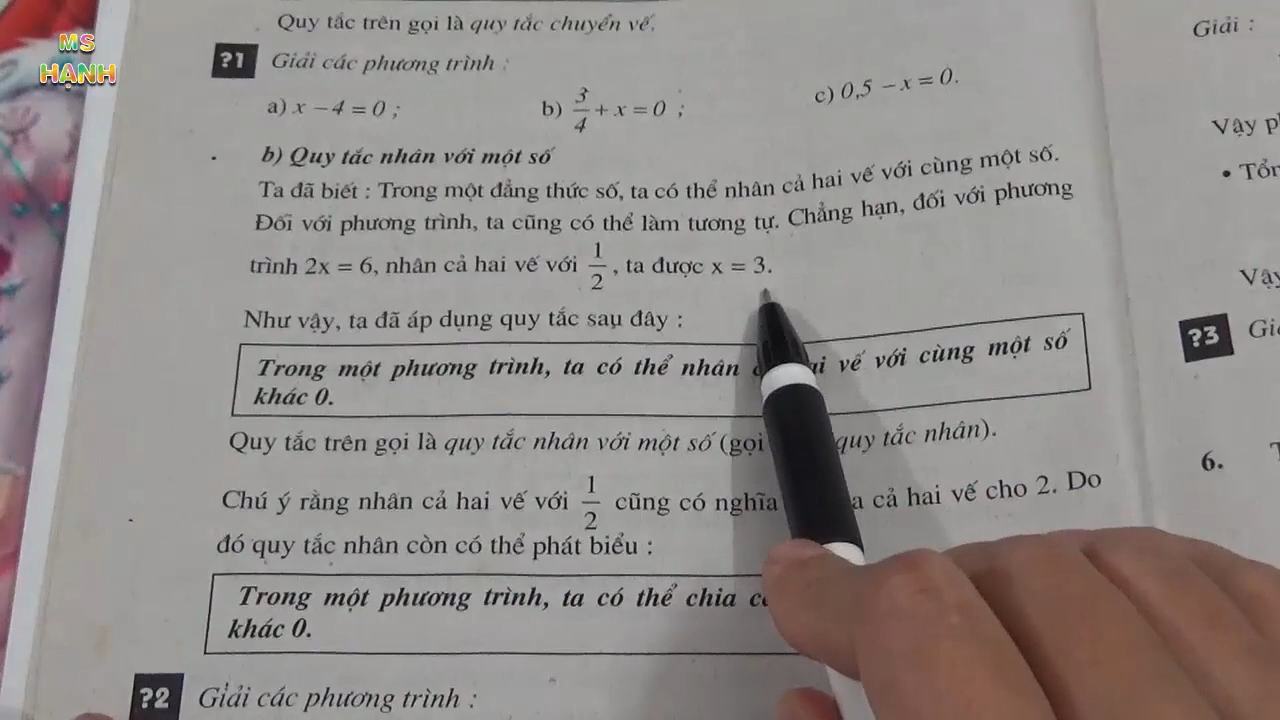 MS
HẠNH
Quy tắc trên gọi là quy tắc chuyển vế.
?1 Giải các phương trình :
a) x – 4 = 0 ; b) 3/4 + x = 0 ; c) 0,5 – x = 0.
b) Quy tắc nhân với một số
Ta đã biết : Trong một đẳng thức số, ta có thể nhân cả hai vế với cùng một số.
Đối với phương trình, ta cũng có thể làm tương tự. Chẳng hạn, đối với phương
trình 2x = 6, nhân cả hai vế với 1/2 , ta được x = 3.
Như vậy, ta đã áp dụng quy tắc sau đây :
Trong một phương trình, ta có thể nhân vế với cùng một số
khác 0.
Quy tắc trên gọi là quy tắc nhân với một số (gọi quy tắc nhân).
Chú ý rằng nhân cả hai vế với 1/2 cũng có nghĩa cả hai vế cho 2. Do
đó quy tắc nhân còn có thể phát biểu :
Trong một phương trình, ta có thể chia
khác 0.
?2 Giải các phương trình :
Giải :
Vậy
• Tổn
Vậy
?3
6.